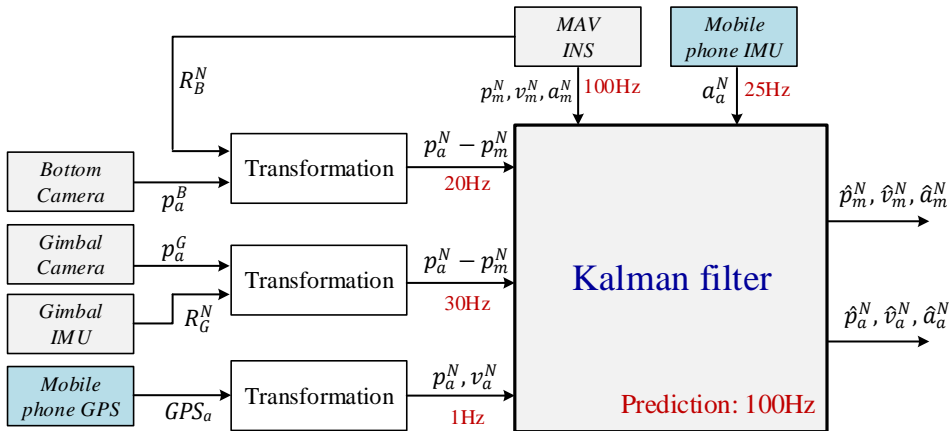 MAV
INS
Mobile
phone IMU
R_B^N
p_m^N, v_m^N, a_m^N
100Hz
a_a^N
25Hz
Bottom
Camera
p_a^B
Transformation
p_a^N − p_m^N
20Hz
Gimbal
Camera
p_a^G
Gimbal
IMU
R_G^N
Transformation
p_a^N − p_m^N
30Hz
Mobile
phone GPS
GPS_a
Transformation
p_a^N, v_a^N
1Hz
Kalman filter
Prediction: 100Hz
p̂_m^N, v̂_m^N, â_m^N
p̂_a^N, v̂_a^N, â_a^N